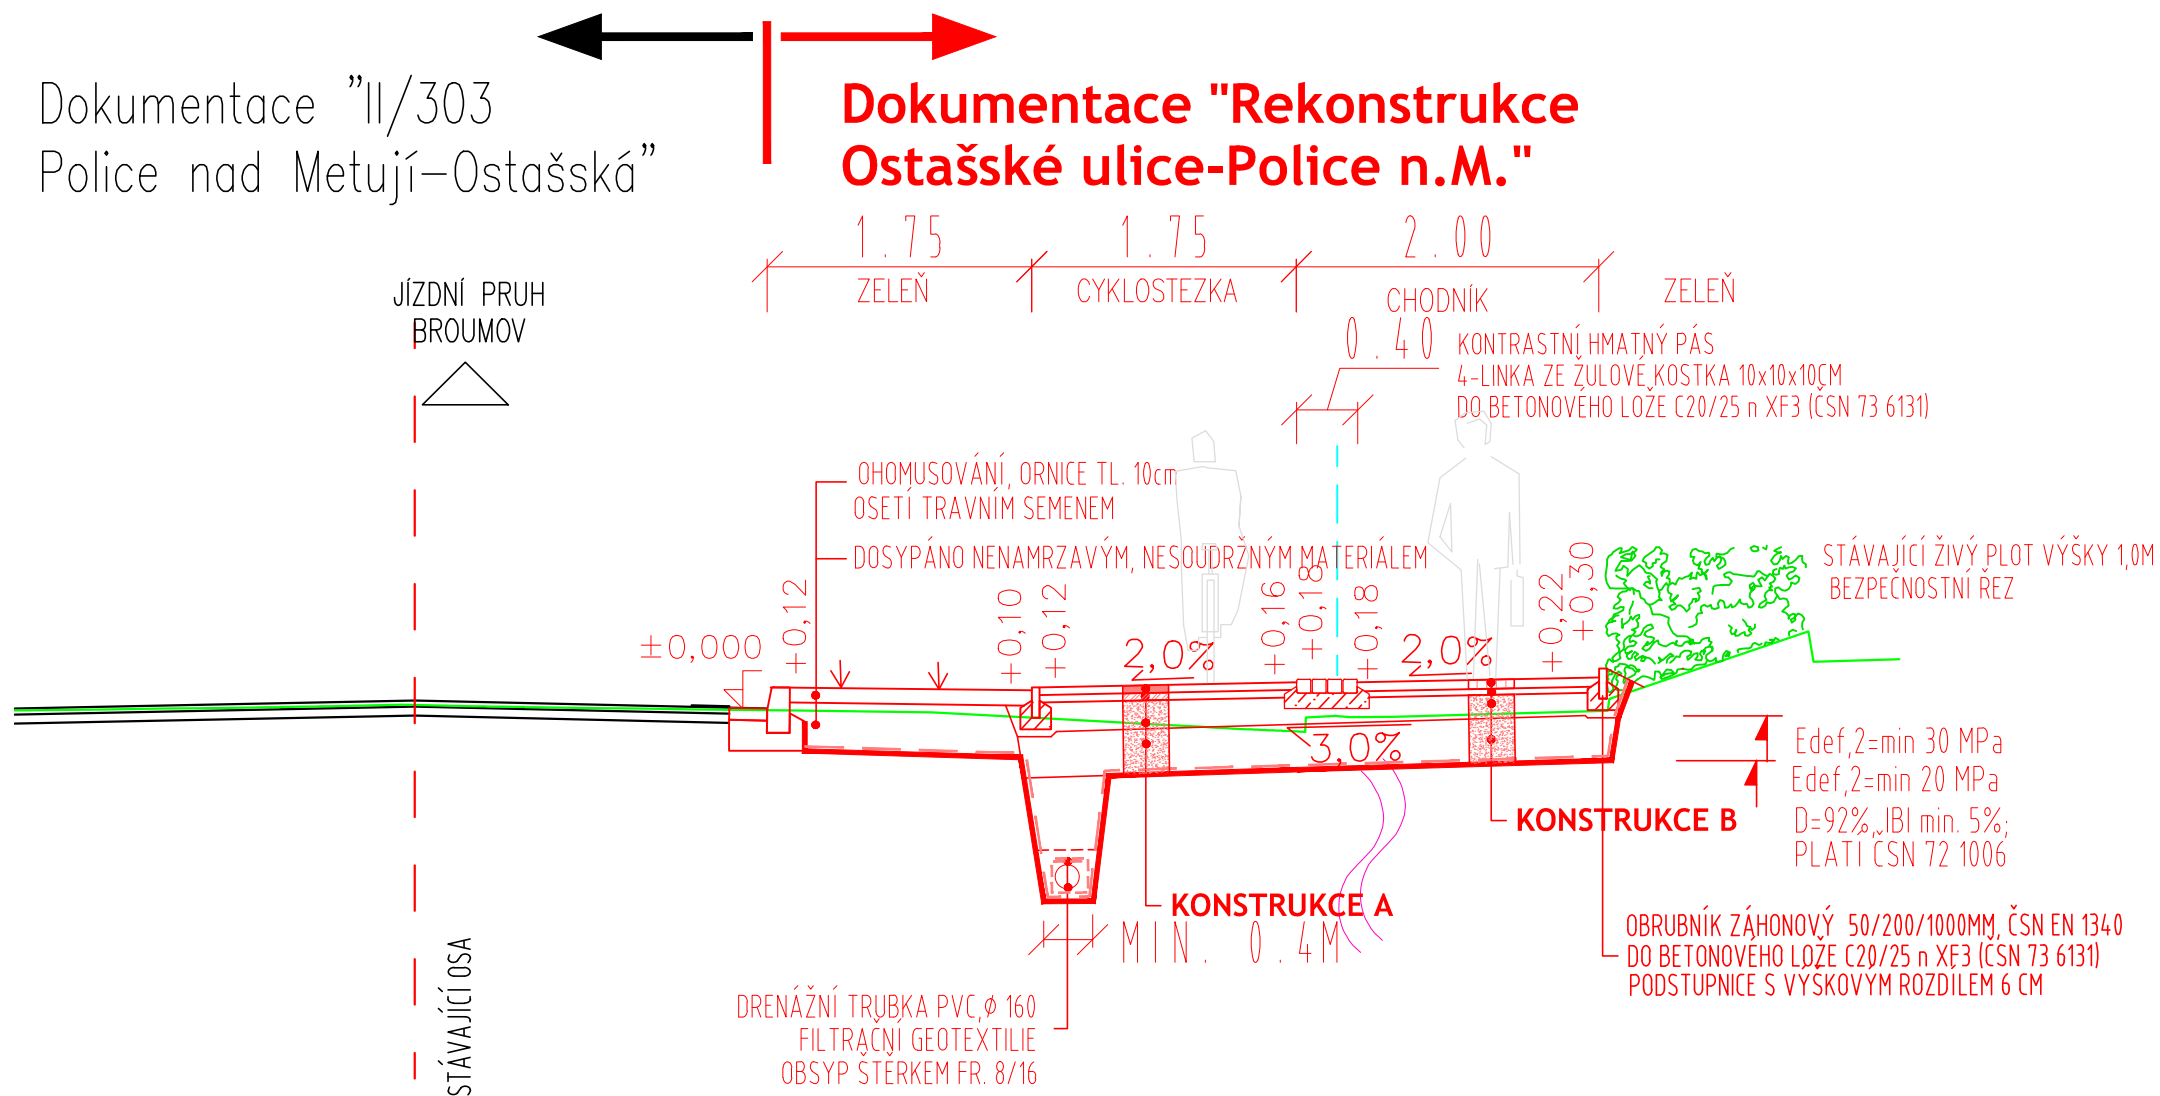 Dokumentace "II/303
Police nad Metují-Ostašská"
Dokumentace "Rekonstrukce
Ostašské ulice-Police n.M."
1.75
1.75
2.00
ZELEŇ
CYKLOSTEZKA
CHODNÍK
ZELEŇ
JÍZDNÍ PRUH
BROUMOV
0.40
KONTRASTNÍ HMATNÝ PÁS
4-LINKA ZE ŽULOVÉ KOSTKA 10x10x10CM
DO BETONOVÉHO LOŽE C20/25 n XF3 (ČSN 73 6131)
OHOMUSOVÁNÍ, ORNICE TL. 10cm
OSETÍ TRAVNÍM SEMENEM
DOSYPÁNO NENAMRZAVÝM, NESOUDRŽNÝM MATERIÁLEM
STÁVAJÍCÍ ŽIVÝ PLOT VÝŠKY 1,0M
BEZPEČNOSTNÍ ŘEZ
±0,000
+0,12
+0,10
+0,12
2,0%
+0,16
+0,18
+0,18
2,0%
+0,22
+0,30
3,0%
Edef,2=min 30 MPa
Edef,2=min 20 MPa
D=92%, IBI min. 5%;
PLATÍ ČSN 72 1006
KONSTRUKCE B
KONSTRUKCE A
MIN. 0.4M
OBRUBNÍK ZÁHONOVÝ 50/200/1000MM, ČSN EN 1340
DO BETONOVÉHO LOŽE C20/25 n XF3 (ČSN 73 6131)
PODSTUPNICE S VÝŠKOVÝM ROZDÍLEM 6 CM
STÁVAJÍCÍ OSA
DRENÁŽNÍ TRUBKA PVC,ø 160
FILTRAČNÍ GEOTEXTILIE
OBSYP ŠTĚRKEM FR. 8/16